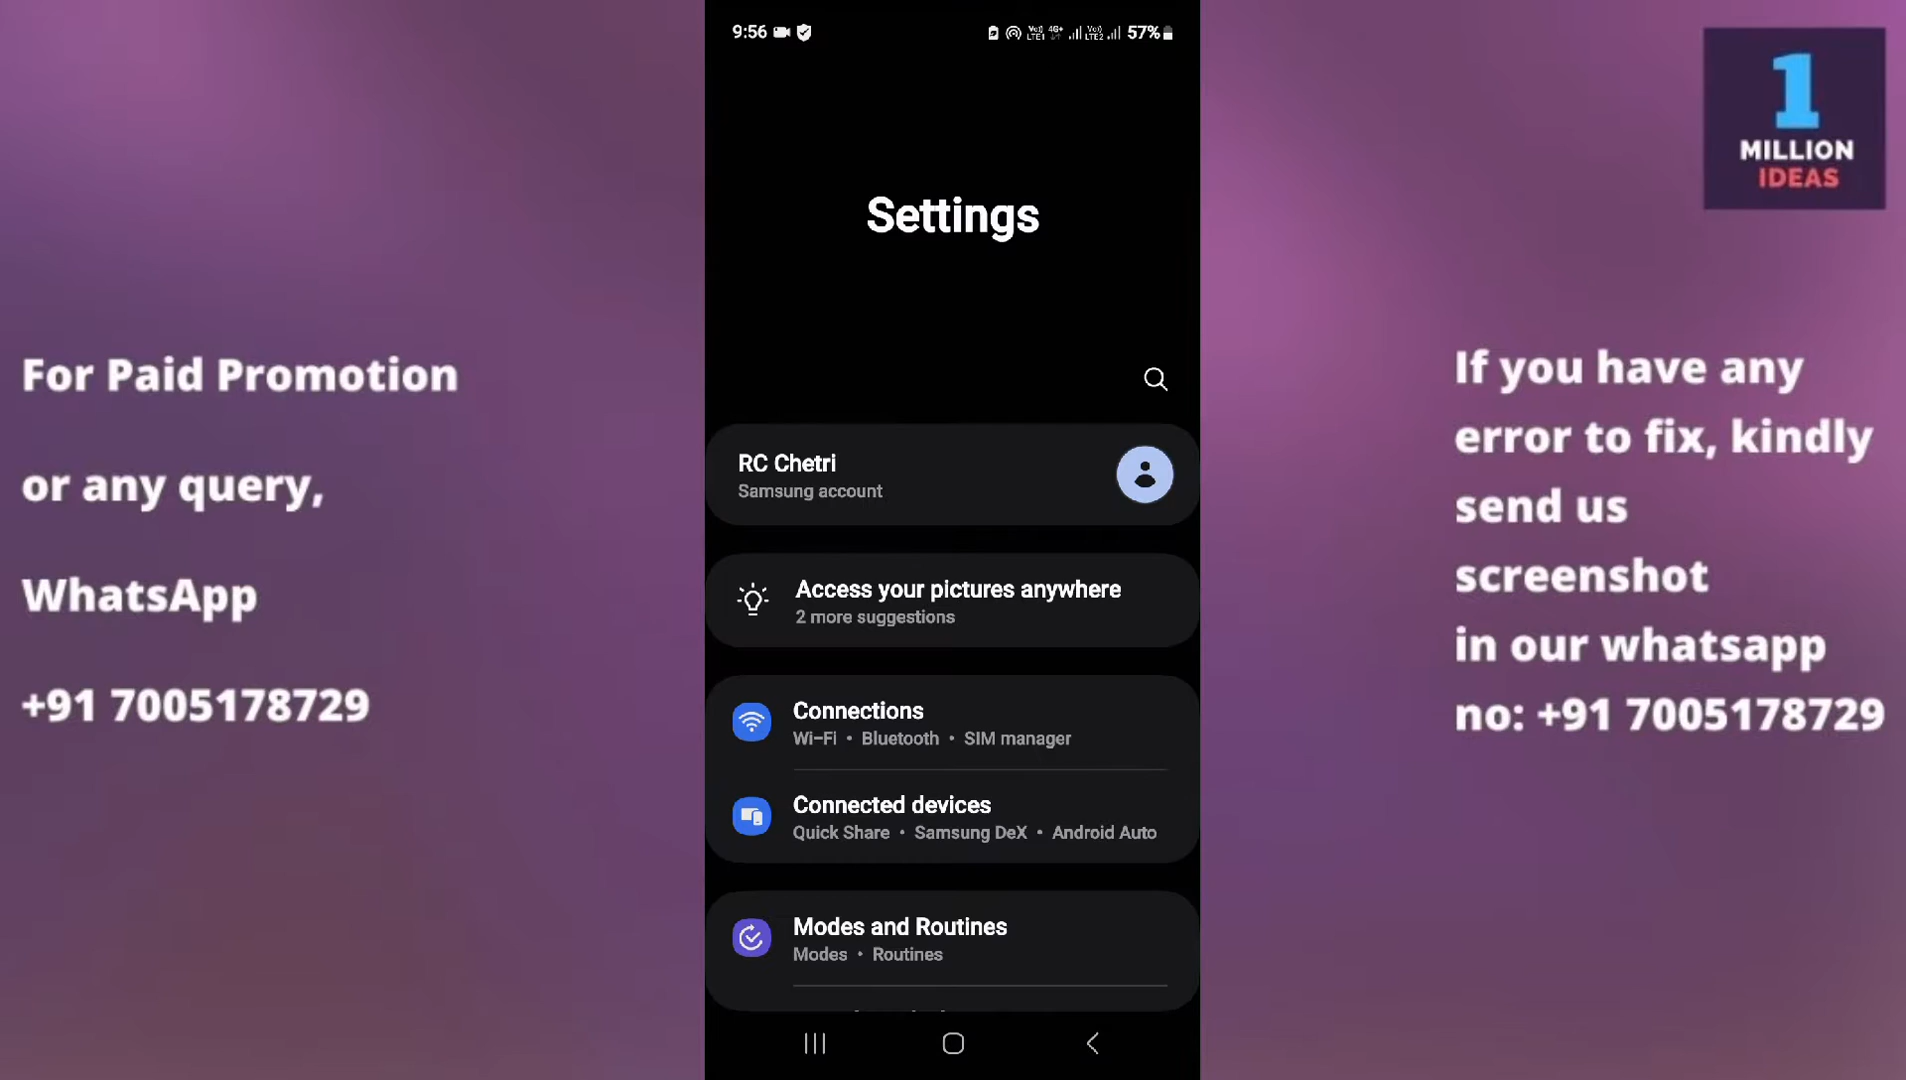 For Paid Promotion
or any query,
WhatsApp
+91 7005178729
9:56
57%
Settings
RC Chetri
Samsung account
Access your pictures anywhere
2 more suggestions
Connections
Wi-Fi • Bluetooth • SIM manager
Connected devices
Quick Share • Samsung DeX • Android Auto
Modes and Routines
Modes • Routines
1
MILLION
IDEAS
If you have any
error to fix, kindly
send us
screenshot
in our whatsapp
no: +91 7005178729